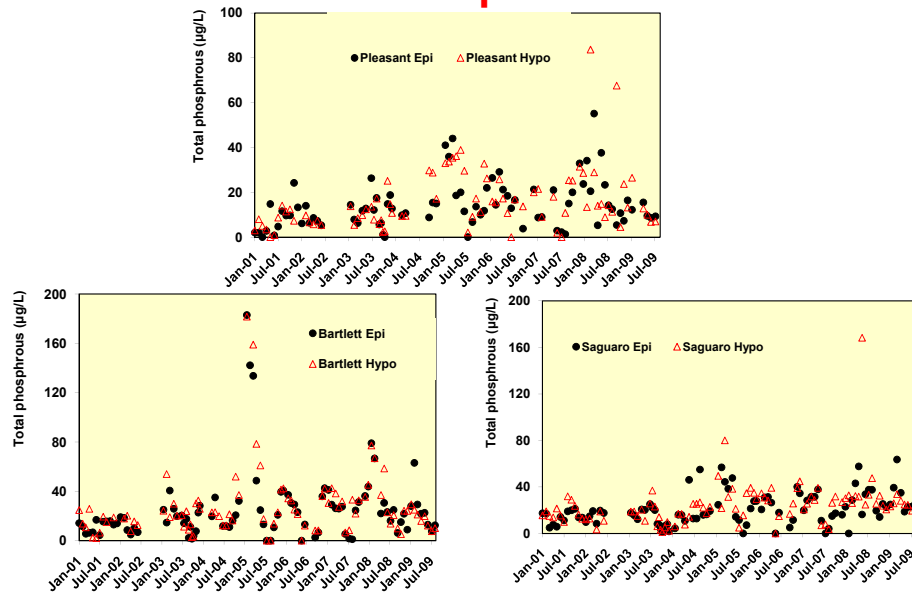 Total phosphrous (µg/L)
100
80
60
40
20
0
Pleasant Epi
Pleasant Hypo
Jan-01
Jul-01
Jan-02
Jul-02
Jan-03
Jul-03
Jan-04
Jul-04
Jan-05
Jul-05
Jan-06
Jul-06
Jan-07
Jul-07
Jan-08
Jul-08
Jan-09
Jul-09
Total phosphrous (µg/L)
200
160
120
80
40
0
Bartlett Epi
Bartlett Hypo
Jan-01
Jul-01
Jan-02
Jul-02
Jan-03
Jul-03
Jan-04
Jul-04
Jan-05
Jul-05
Jan-06
Jul-06
Jan-07
Jul-07
Jan-08
Jul-08
Jan-09
Jul-09
Total phosphrous (µg/L)
200
160
120
80
40
0
Saguaro Epi
Saguaro Hypo
Jan-01
Jul-01
Jan-02
Jul-02
Jan-03
Jul-03
Jan-04
Jul-04
Jan-05
Jul-05
Jan-06
Jul-06
Jan-07
Jul-07
Jan-08
Jul-08
Jan-09
Jul-09